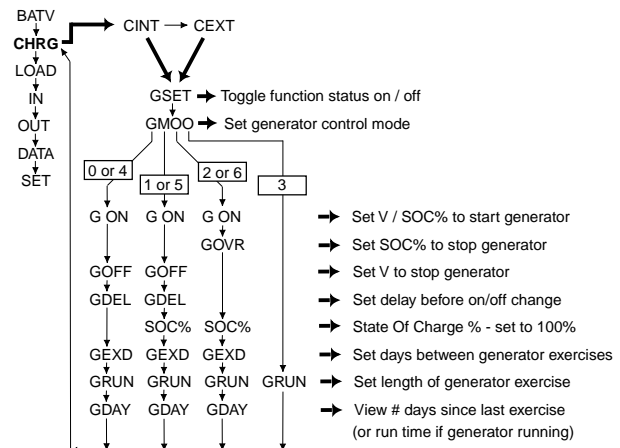 BATV
CHRG
LOAD
IN
OUT
DATA
SET
CINT CEXT
GSET Toggle function status on / off
GMOO Set generator control mode
0 or 4 1 or 5 2 or 6 3
G ON G ON G ON Set V / SOC% to start generator
GOVR Set SOC% to stop generator
GOFF GOFF Set V to stop generator
GDEL GDEL Set delay before on/off change
SOC% SOC% State Of Charge % - set to 100%
GEXD GEXD GEXD Set days between generator exercises
GRUN GRUN GRUN GRUN Set length of generator exercise
GDAY GDAY GDAY View # days since last exercise
(or run time if generator running)